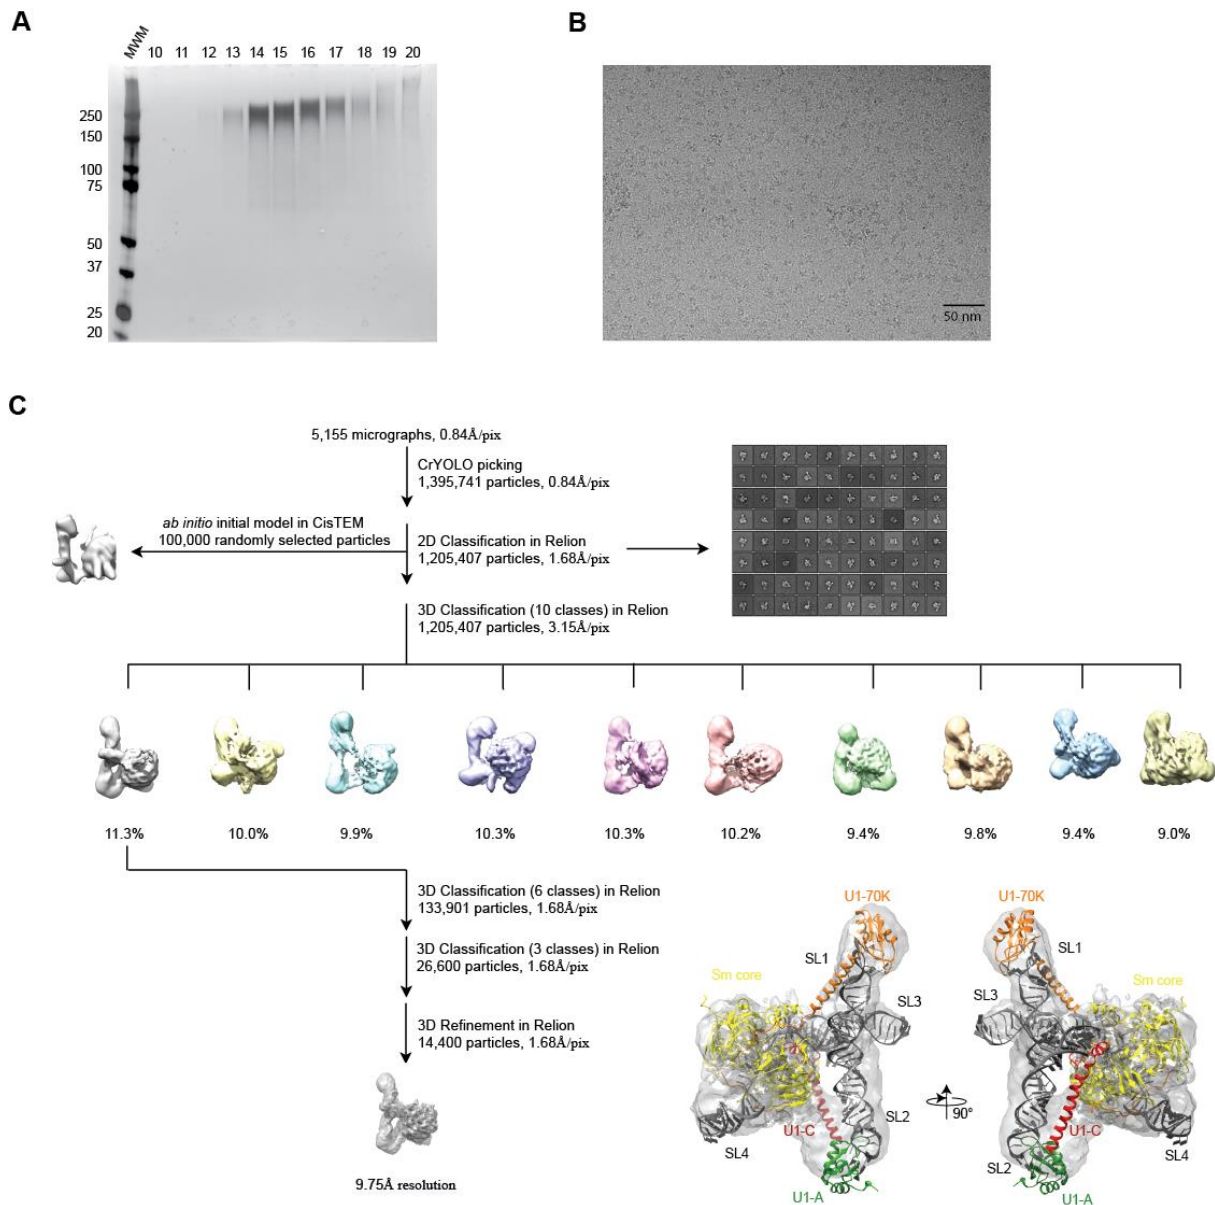 A
MWM 10 11 12 13 14 15 16 17 18 19 20
250
150
100
75
50
37
25
20
B
50 nm
C
5,155 micrographs, 0.84Å/pix
CrYOLO picking
1,395,741 particles, 0.84Å/pix
ab initio initial model in CisTEM
100,000 randomly selected particles
2D Classification in Relion
1,205,407 particles, 1.68Å/pix
3D Classification (10 classes) in Relion
1,205,407 particles, 3.15Å/pix
11.3% 10.0% 9.9% 10.3% 10.3% 10.2% 9.4% 9.8% 9.4% 9.0%
3D Classification (6 classes) in Relion
133,901 particles, 1.68Å/pix
3D Classification (3 classes) in Relion
26,600 particles, 1.68Å/pix
3D Refinement in Relion
14,400 particles, 1.68Å/pix
9.75Å resolution
U1-70K
SL1
Sm core
SL3
SL2
U1-C
SL4
U1-A
90°
U1-70K
SL1
Sm core
SL3
U1-C
SL2
SL4
U1-A